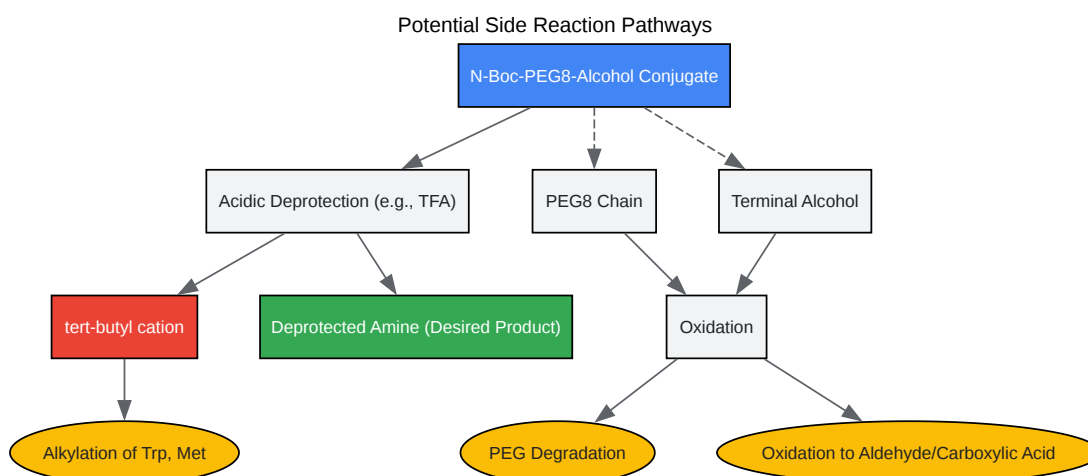 Potential Side Reaction Pathways
N-Boc-PEG8-Alcohol Conjugate
Acidic Deprotection (e.g., TFA)
PEG8 Chain
Terminal Alcohol
tert-butyl cation
Deprotected Amine (Desired Product)
Oxidation
Alkylation of Trp, Met
PEG Degradation
Oxidation to Aldehyde/Carboxylic Acid